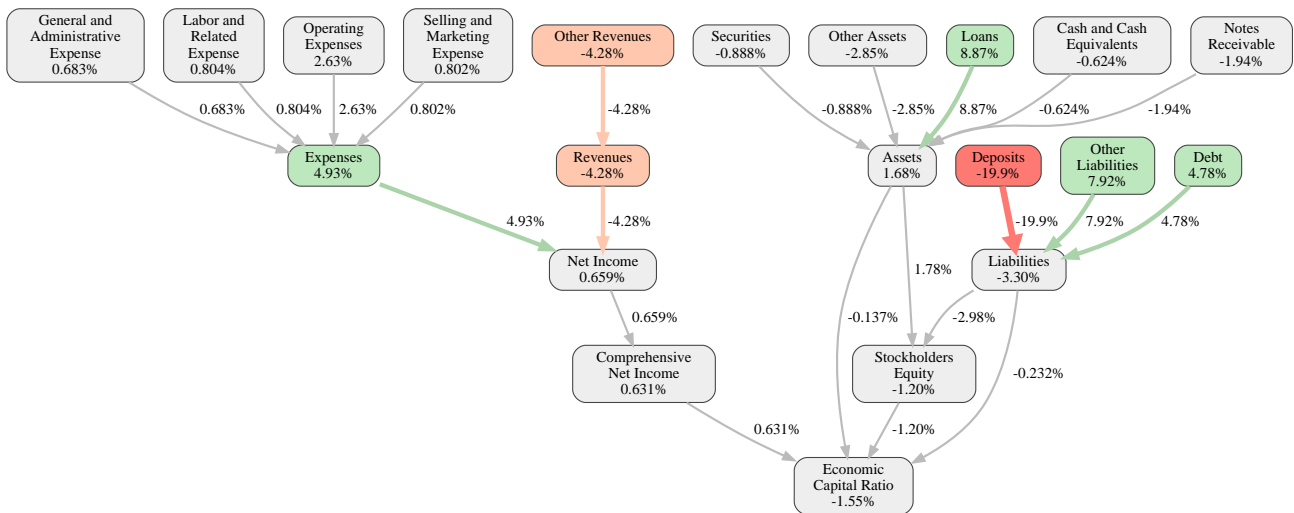 General and
Administrative
Expense
0.683%
Labor and
Related
Expense
0.804%
Operating
Expenses
2.63%
Selling and
Marketing
Expense
0.802%
Other Revenues
-4.28%
Securities
-0.888%
Other Assets
-2.85%
Loans
8.87%
Cash and Cash
Equivalents
-0.624%
Notes
Receivable
-1.94%
0.683%
0.804%
2.63%
0.802%
-4.28%
-0.888%
-2.85%
8.87%
-0.624%
-1.94%
Expenses
4.93%
Revenues
-4.28%
Assets
1.68%
Deposits
-19.9%
Other
Liabilities
7.92%
Debt
4.78%
4.93%
-4.28%
-19.9%
7.92%
4.78%
Net Income
0.659%
1.78%
Liabilities
-3.30%
0.659%
-0.137%
-2.98%
Comprehensive
Net Income
0.631%
Stockholders
Equity
-1.20%
-0.232%
0.631%
-1.20%
Economic
Capital Ratio
-1.55%